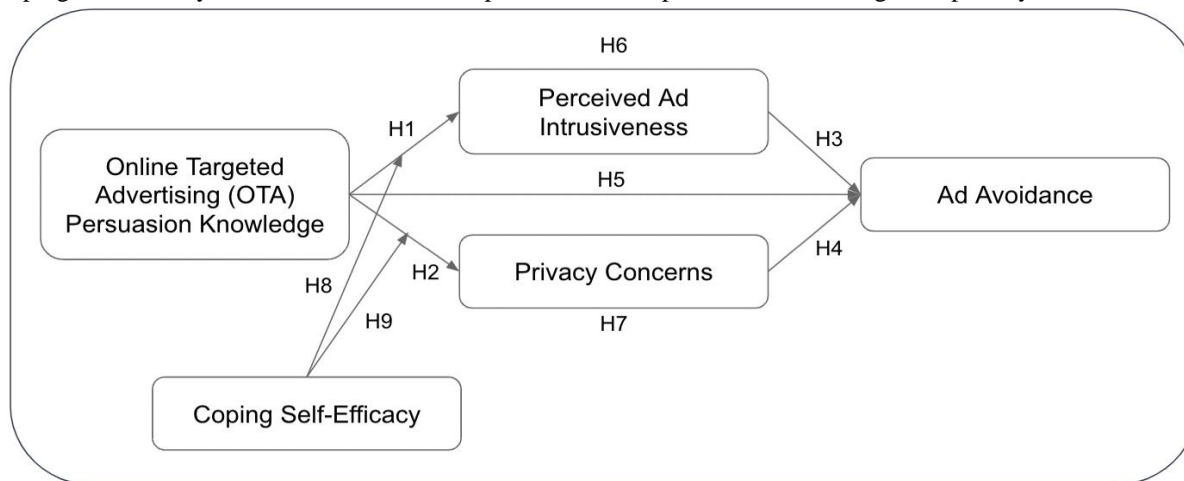 H6
Perceived Ad
Intrusiveness
H1
H3
Online Targeted
Advertising (OTA)
Persuasion Knowledge
H5
Ad Avoidance
H2
Privacy Concerns
H4
H8
H9
H7
Coping Self-Efficacy